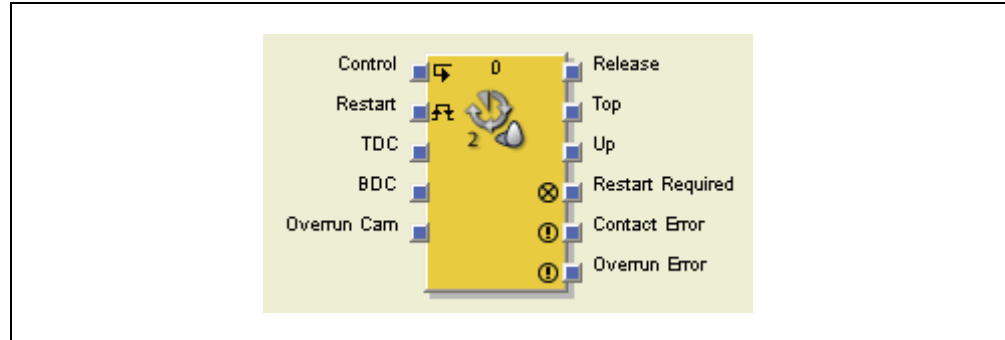 Control 0 Release
Restart Top
TDC 2 Up
BDC Restart Required
Overrun Cam Contact Error
Overrun Error